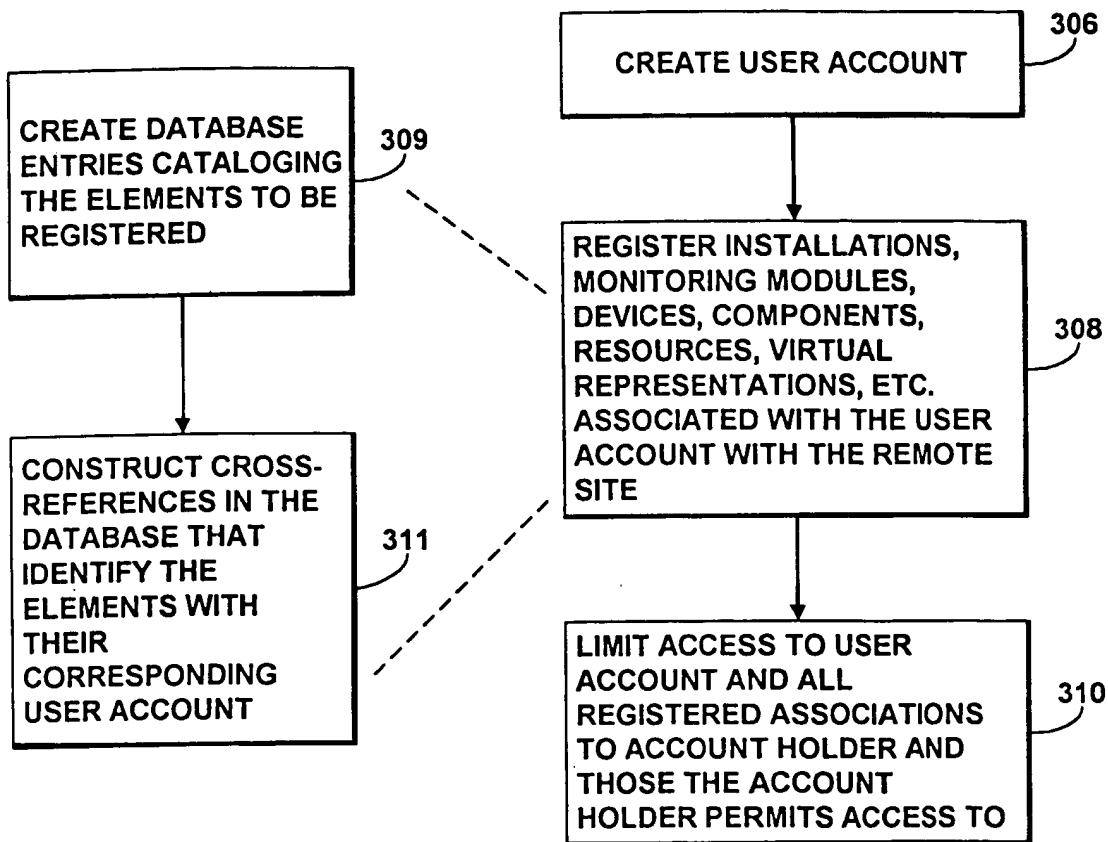 CREATE USER ACCOUNT
306
CREATE DATABASE
ENTRIES CATALOGING
THE ELEMENTS TO BE
REGISTERED
309
REGISTER INSTALLATIONS,
MONITORING MODULES,
DEVICES, COMPONENTS,
RESOURCES, VIRTUAL
REPRESENTATIONS, ETC.
ASSOCIATED WITH THE USER
ACCOUNT WITH THE REMOTE
SITE
308
CONSTRUCT CROSS-
REFERENCES IN THE
DATABASE THAT
IDENTIFY THE
ELEMENTS WITH
THEIR
CORRESPONDING
USER ACCOUNT
311
LIMIT ACCESS TO USER
ACCOUNT AND ALL
REGISTERED ASSOCIATIONS
TO ACCOUNT HOLDER AND
THOSE THE ACCOUNT
HOLDER PERMITS ACCESS TO
310